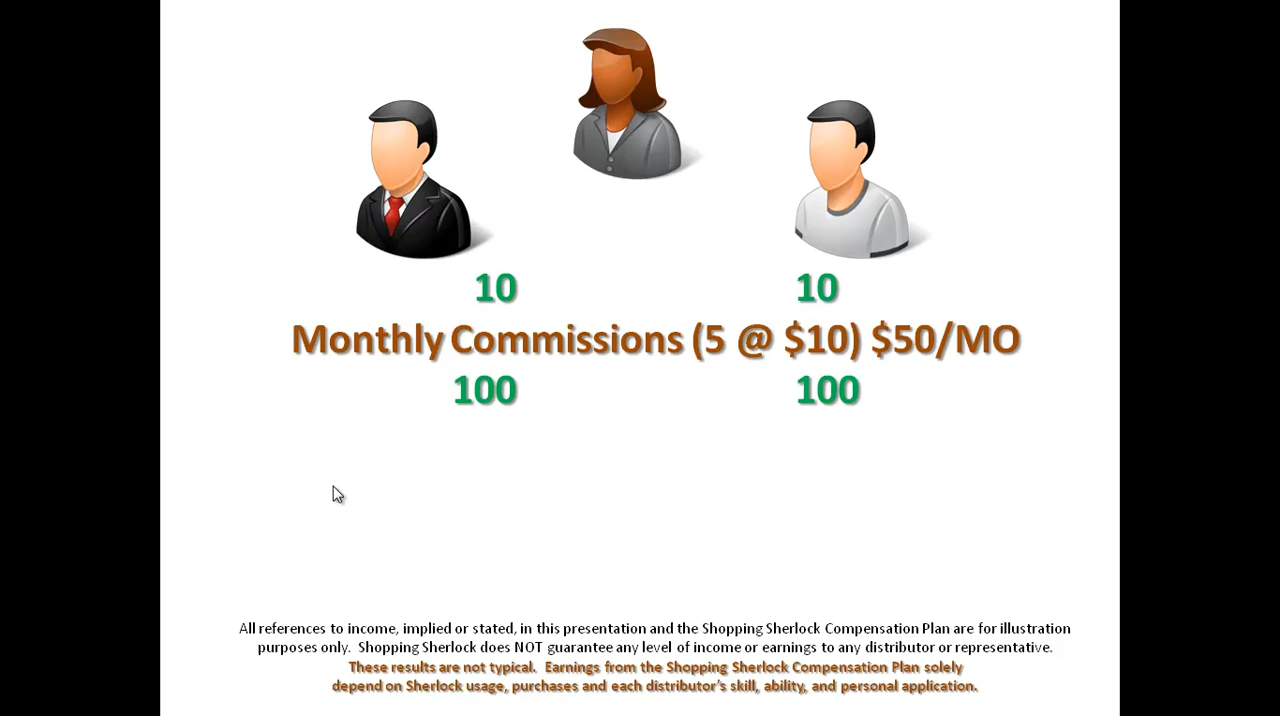 10 10
Monthly Commissions (5 @ $10) $50/MO
100 100
All references to income, implied or stated, in this presentation and the Shopping Sherlock Compensation Plan are for illustration
purposes only. Shopping Sherlock does NOT guarantee any level of income or earnings to any distributor or representative.
These results are not typical. Earnings from the Shopping Sherlock Compensation Plan solely
depend on Sherlock usage, purchases and each distributor's skill, ability, and personal application.